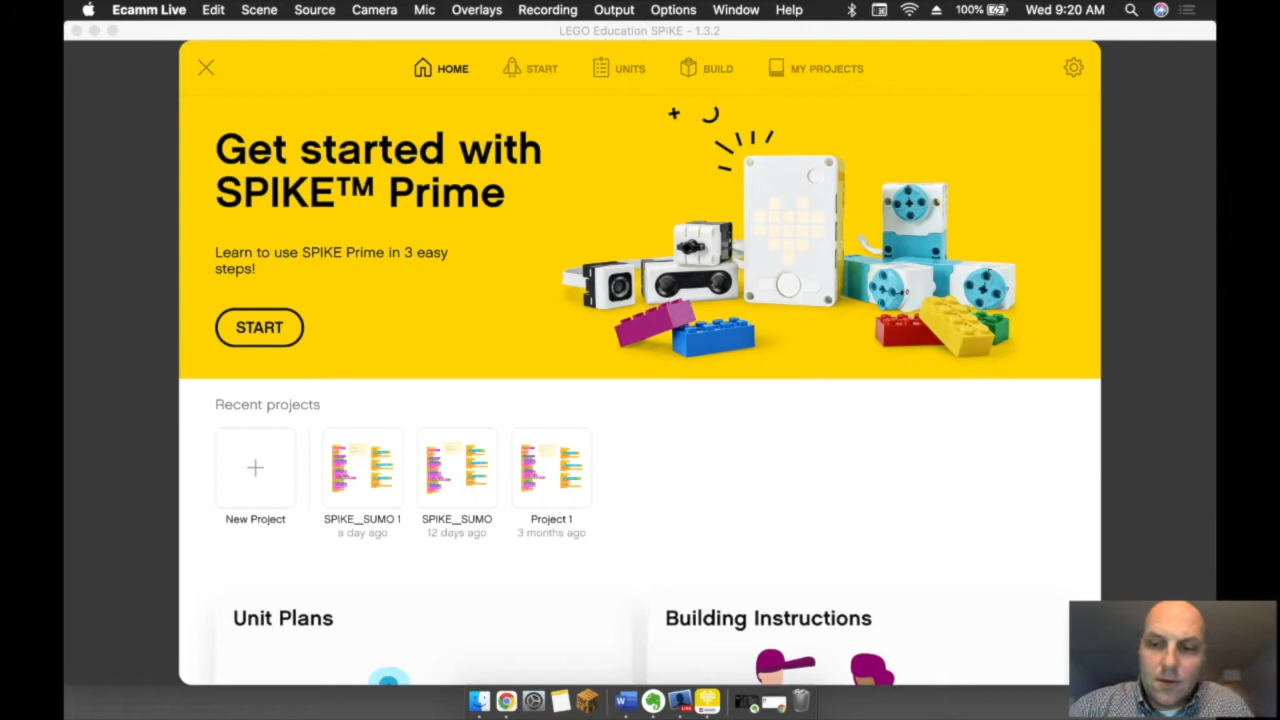 Ecamm Live Edit Scene Source Camera Mic Overlays Recording Output Options Window Help 100% Wed 9:20 AM
LEGO Education SPIKE - 1.3.2
HOME START UNITS BUILD MY PROJECTS
Get started with
SPIKE™ Prime
Learn to use SPIKE Prime in 3 easy
steps!
START
Recent projects
New Project SPIKE_SUMO 1 SPIKE_SUMO Project 1
a day ago 12 days ago 3 months ago
Unit Plans Building Instructions